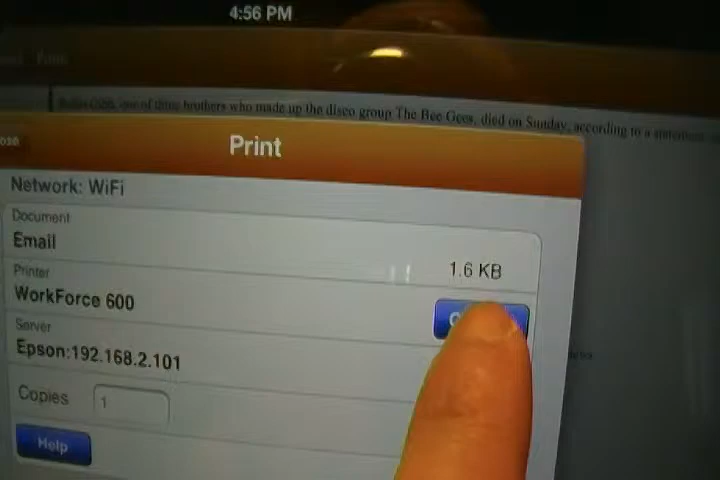 4:56 PM
Robin Gibb, one of three brothers who made up the disco group The Bee Gees, died on Sunday, according to a statement
Print
Network: WiFi
Document
Email
1.6 KB
Printer
WorkForce 600
Server
Epson:192.168.2.101
Copies
1
Help